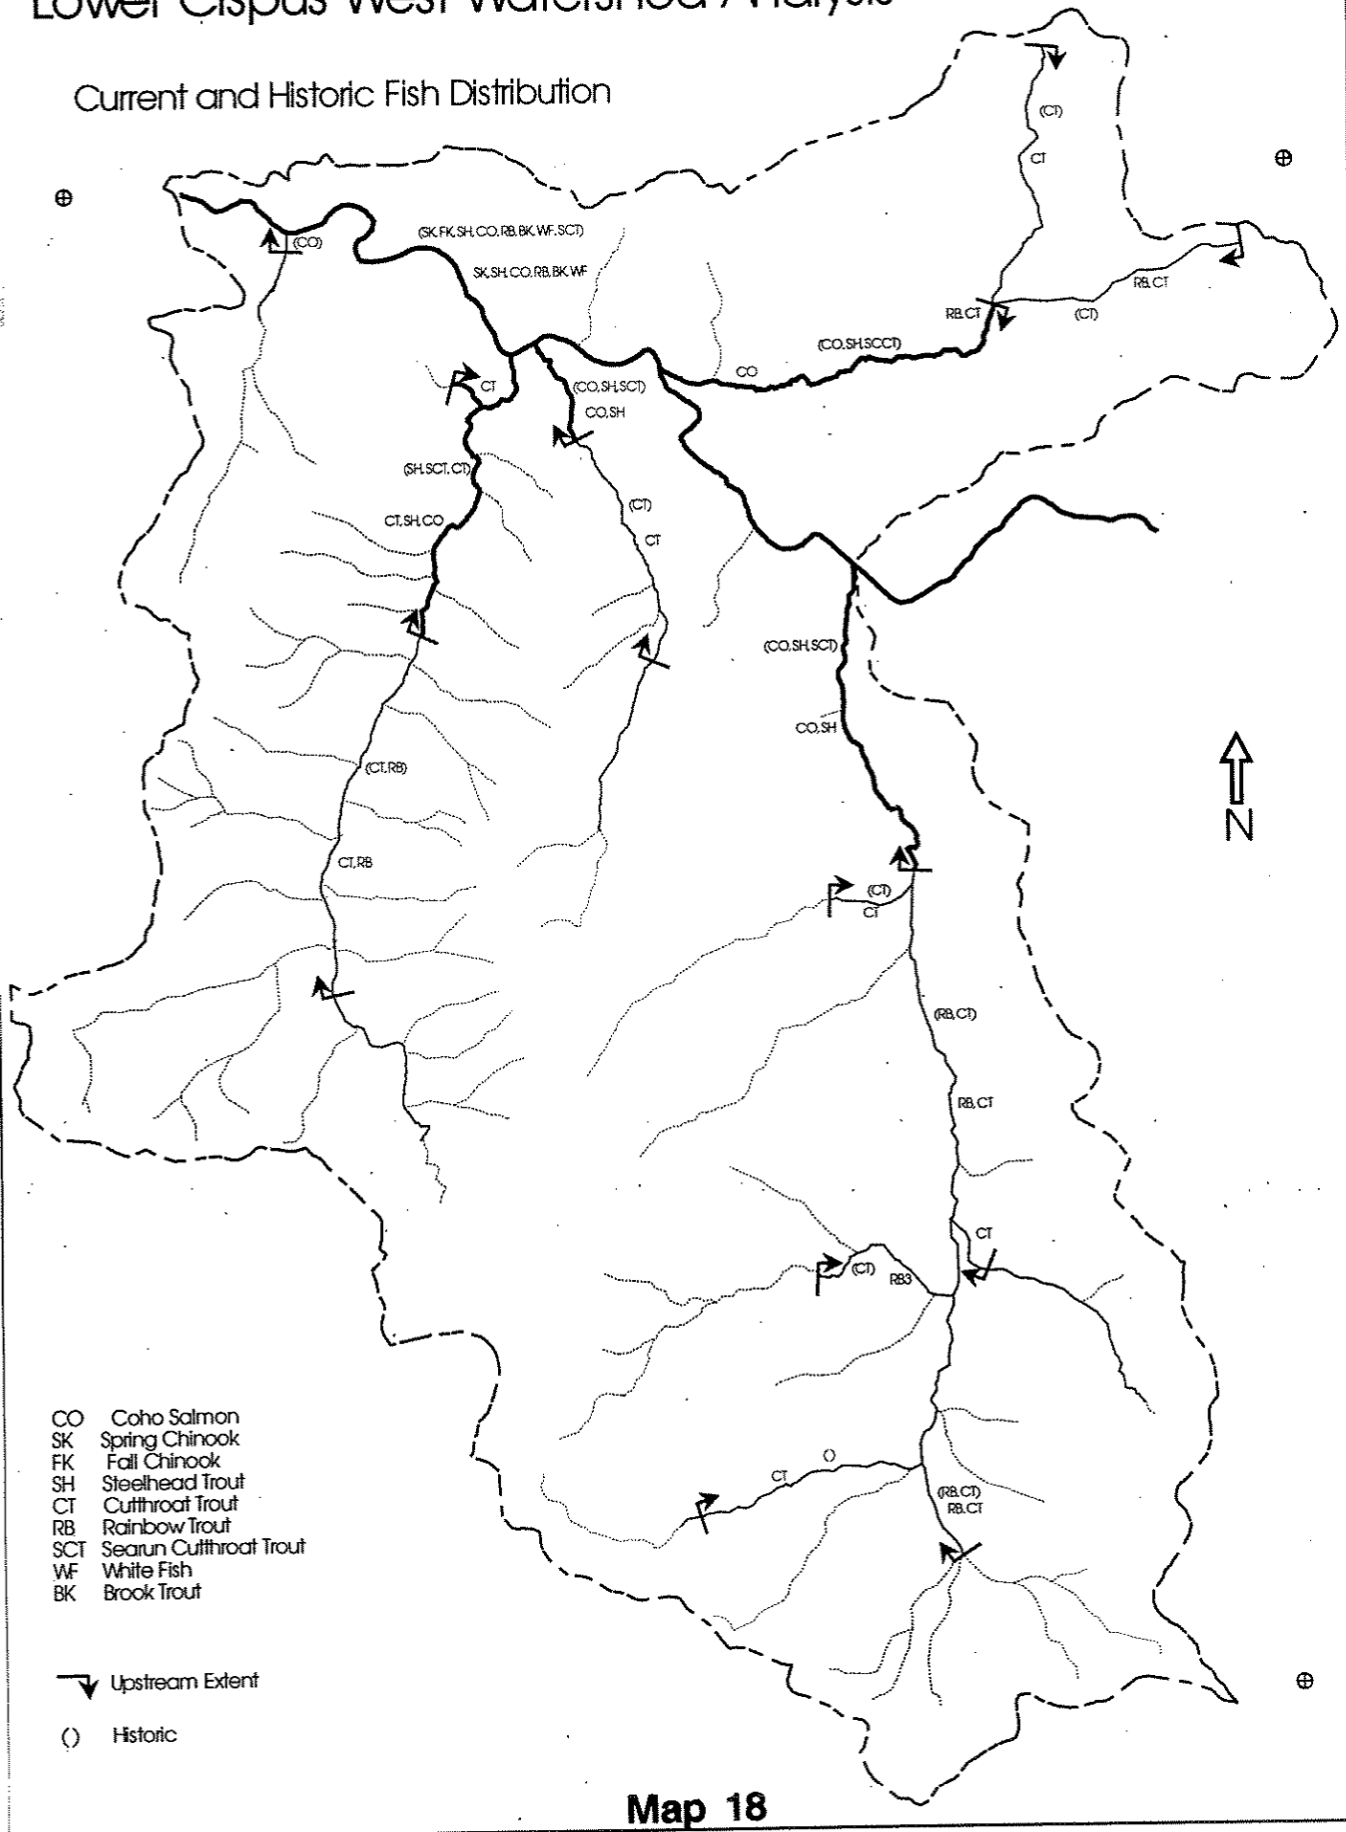 Lower Cispus West Watershed Analysis
Current and Historic Fish Distribution
(CT)
CT
(SK,FK,SH,CO,RB,BK,WF,SCT)
(CO)
SK,SH,CO,RB,BK,WF
RB,CT
RB,CT
(CT)
(CO,SH,SCCT)
CO
CT
(CO,SH,SCT)
CO,SH
(SH,SCT,CT)
(CT)
CT,SH,CO
CT
(CO,SH,SCT)
CO,SH
(CT,RB)
N
CT,RB
(CT)
CT
(RB,CT)
RB,CT
CT
(CT)
RB3
()
CT
(RB,CT)
RB,CT
CO Coho Salmon
SK Spring Chinook
FK Fall Chinook
SH Steelhead Trout
CT Cutthroat Trout
RB Rainbow Trout
SCT Searun Cutthroat Trout
WF White Fish
BK Brook Trout
Upstream Extent
() Historic
Map 18